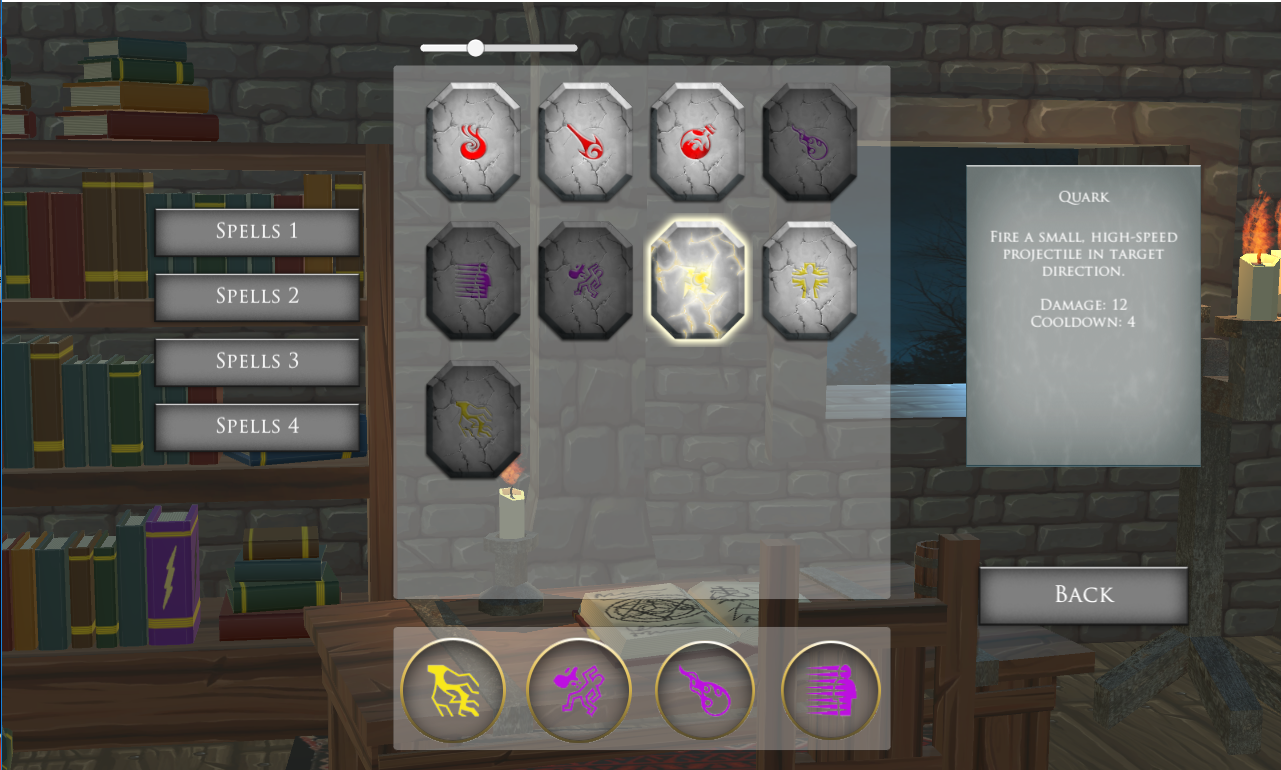 Spells 1
Spells 2
Spells 3
Spells 4
Quark
Fire a small, high-speed
projectile in target
direction.
Damage: 12
Cooldown: 4
Back